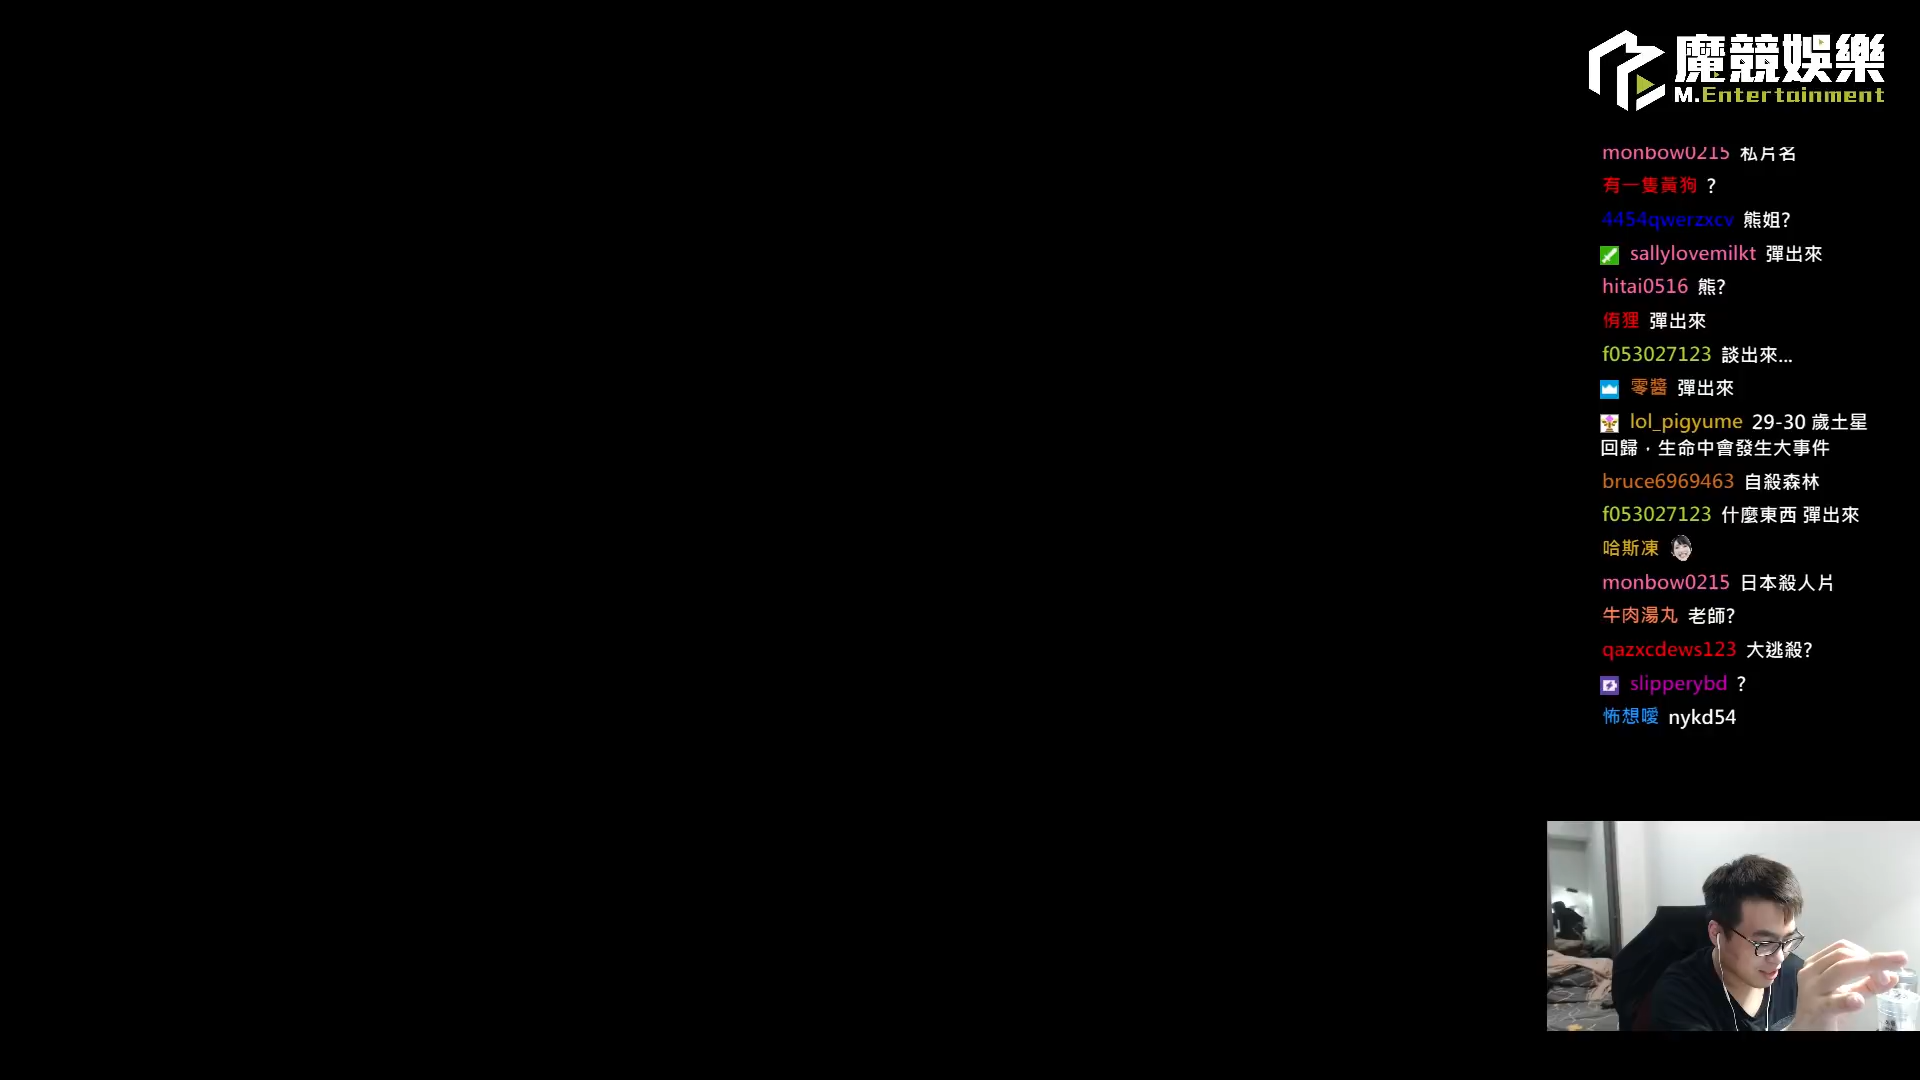 魔競娛樂
M.Entertainment
monbow0215 私片名
有一隻黃狗 ?
4454qwerzxcv 熊姐?
sallylovemilkt 彈出來
hitai0516 熊?
侑狸 彈出來
f053027123 談出來...
零醬 彈出來
lol_pigyume 29-30 歲土星
回歸，生命中會發生大事件
bruce6969463 自殺森林
f053027123 什麼東西 彈出來
哈斯凍
monbow0215 日本殺人片
牛肉湯丸 老師?
qazxcdews123 大逃殺?
slipperybd ?
怖想噯 nykd54